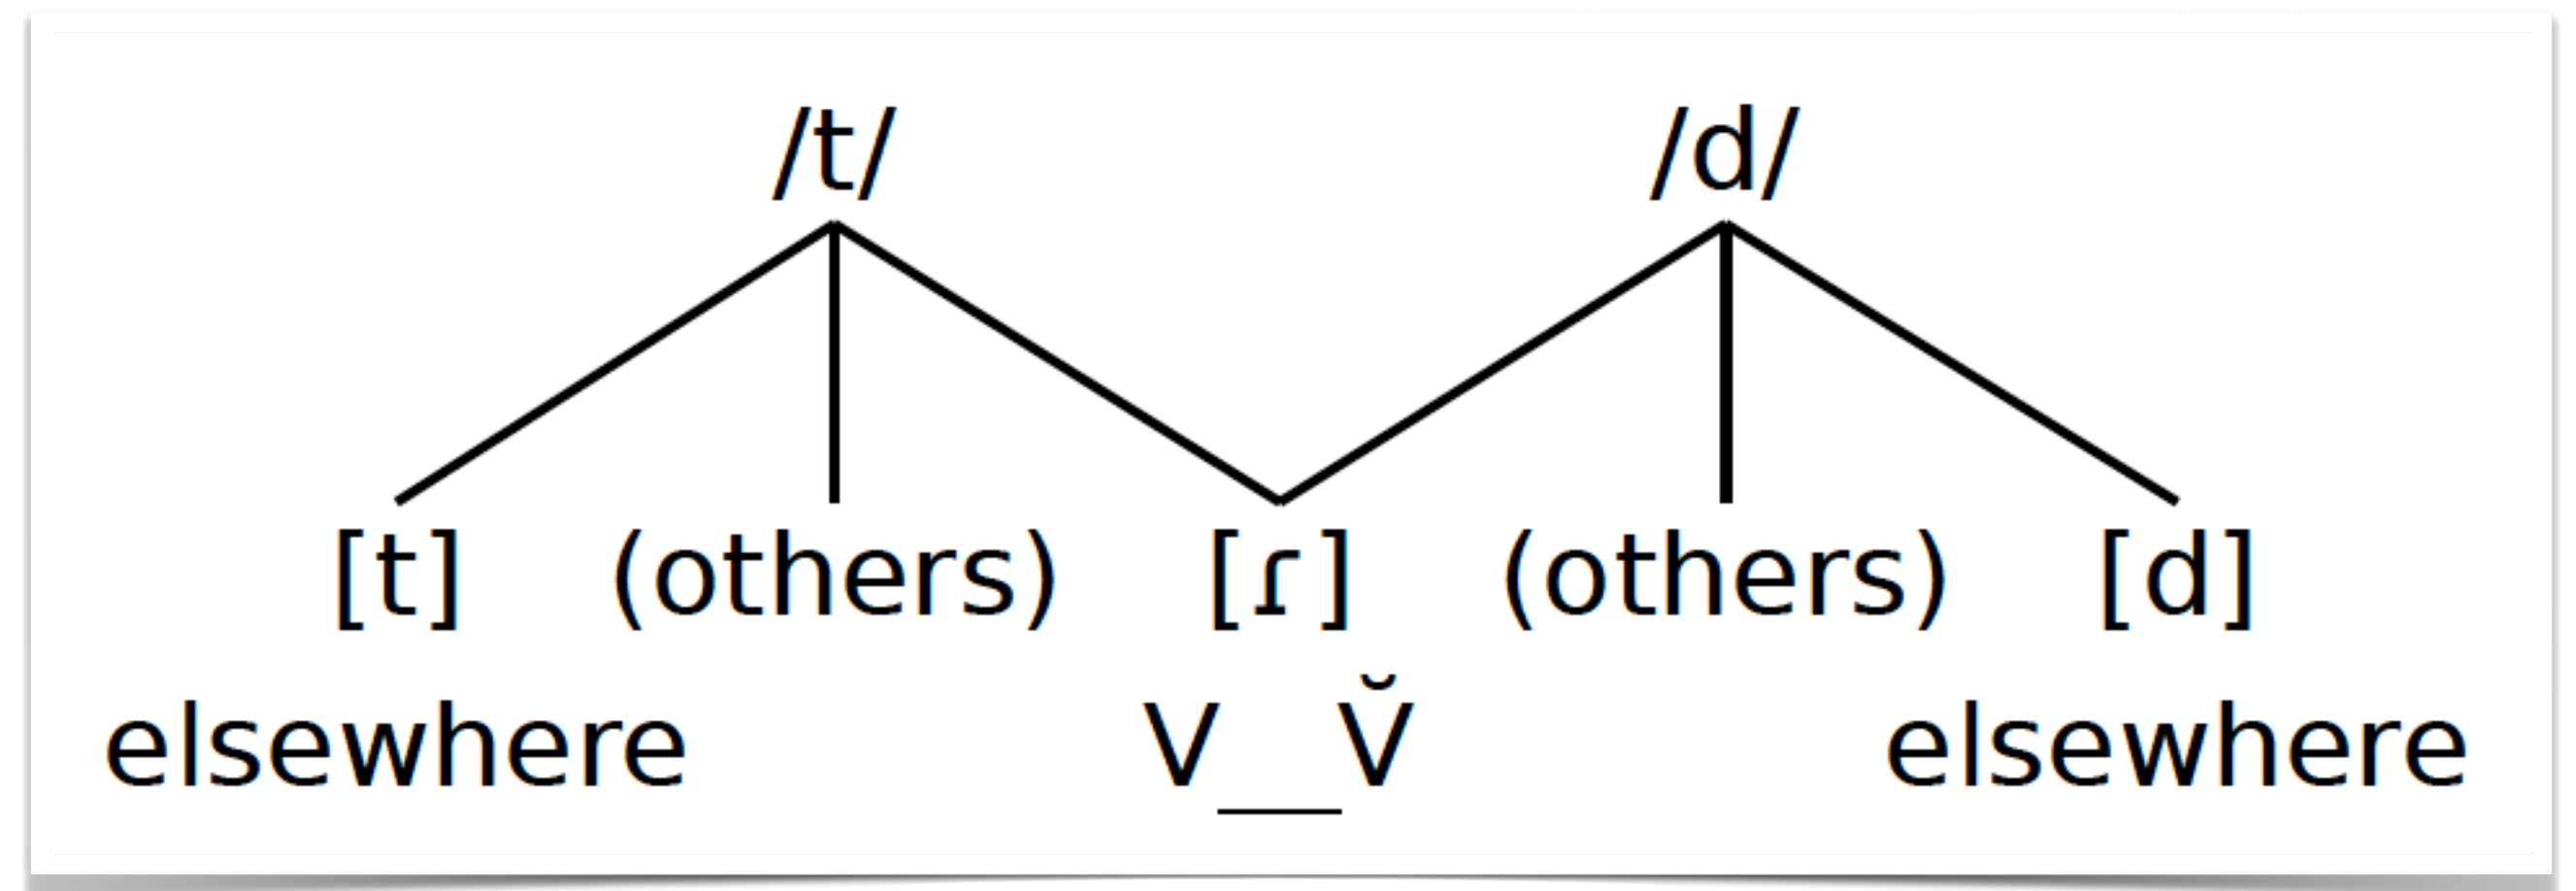 /t/ /d/
[t] (others) [ɾ] (others) [d]
elsewhere V__V̆ elsewhere